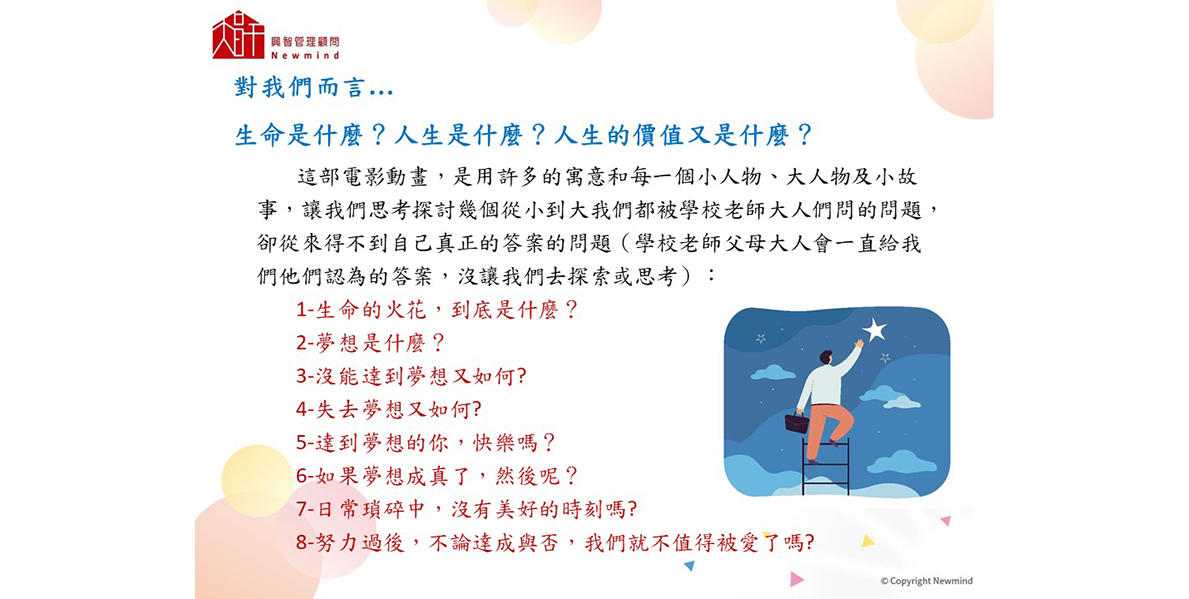 興智管理顧問
Newmind
對我們而言...
生命是什麼？人生是什麼？人生的價值又是什麼？
這部電影動畫，是用許多的寓意和每一個小人物、大人物及小故
事，讓我們思考探討幾個從小到大我們都被學校老師大人們問的問題，
卻從來得不到自己真正的答案的問題（學校老師父母大人會一直給我
們他們認為的答案，沒讓我們去探索或思考）：
1-生命的火花，到底是什麼？
2-夢想是什麼？
3-沒能達到夢想又如何?
4-失去夢想又如何?
5-達到夢想的你，快樂嗎？
6-如果夢想成真了，然後呢？
7-日常瑣碎中，沒有美好的時刻嗎?
8-努力過後，不論達成與否，我們就不值得被愛了嗎?
© Copyright Newmind